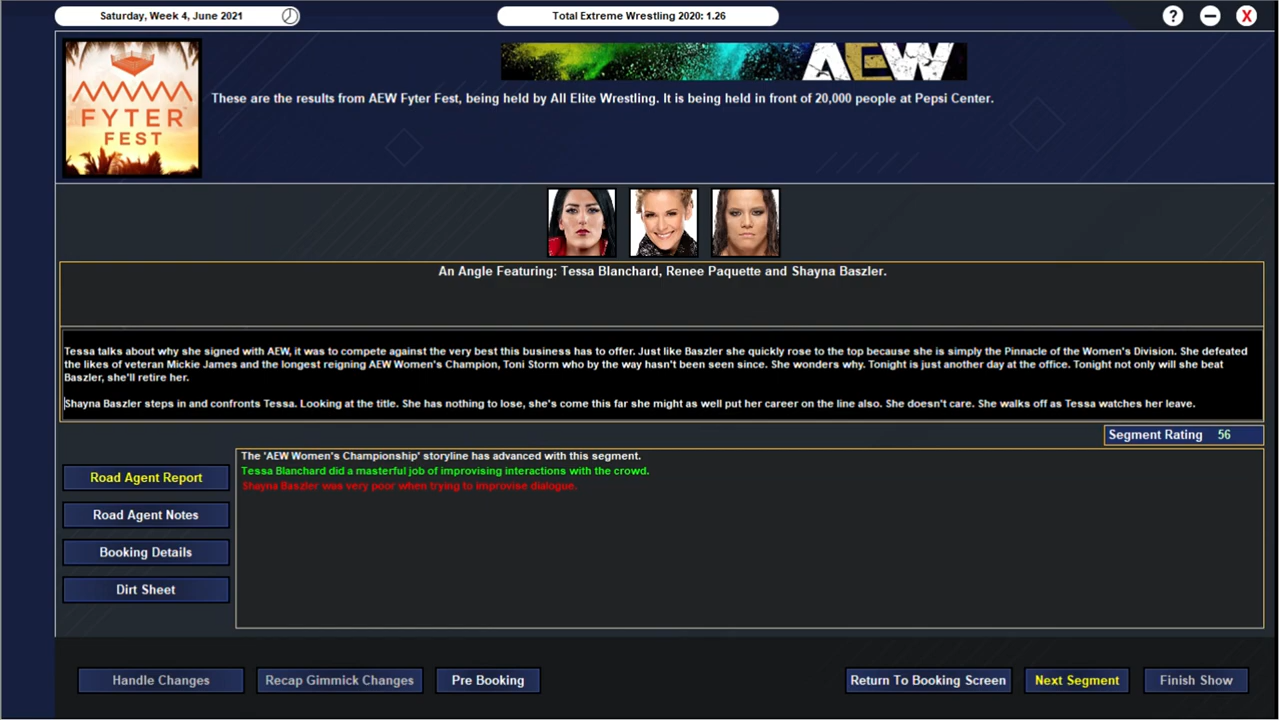 Saturday, Week 4, June 2021
Total Extreme Wrestling 2020: 1.26
?
X
FYTER
FEST
AEW
These are the results from AEW Fyter Fest, being held by All Elite Wrestling. It is being held in front of 20,000 people at Pepsi Center.
An Angle Featuring: Tessa Blanchard, Renee Paquette and Shayna Baszler.
Tessa talks about why she signed with AEW, it was to compete against the very best this business has to offer. Just like Baszler she quickly rose to the top because she is simply the Pinnacle of the Women's Division. She defeated
the likes of veteran Mickie James and the longest reigning AEW Women's Champion, Toni Storm who by the way hasn't been seen since. She wonders why. Tonight is just another day at the office. Tonight not only will she beat
Baszler, she'll retire her.
Shayna Baszler steps in and confronts Tessa. Looking at the title. She has nothing to lose, she's come this far she might as well put her career on the line also. She doesn't care. She walks off as Tessa watches her leave.
Segment Rating 56
The 'AEW Women's Championship' storyline has advanced with this segment.
Tessa Blanchard did a masterful job of improvising interactions with the crowd.
Shayna Baszler was very poor when trying to improvise dialogue.
Road Agent Report
Road Agent Notes
Booking Details
Dirt Sheet
Handle Changes
Recap Gimmick Changes
Pre Booking
Return To Booking Screen
Next Segment
Finish Show